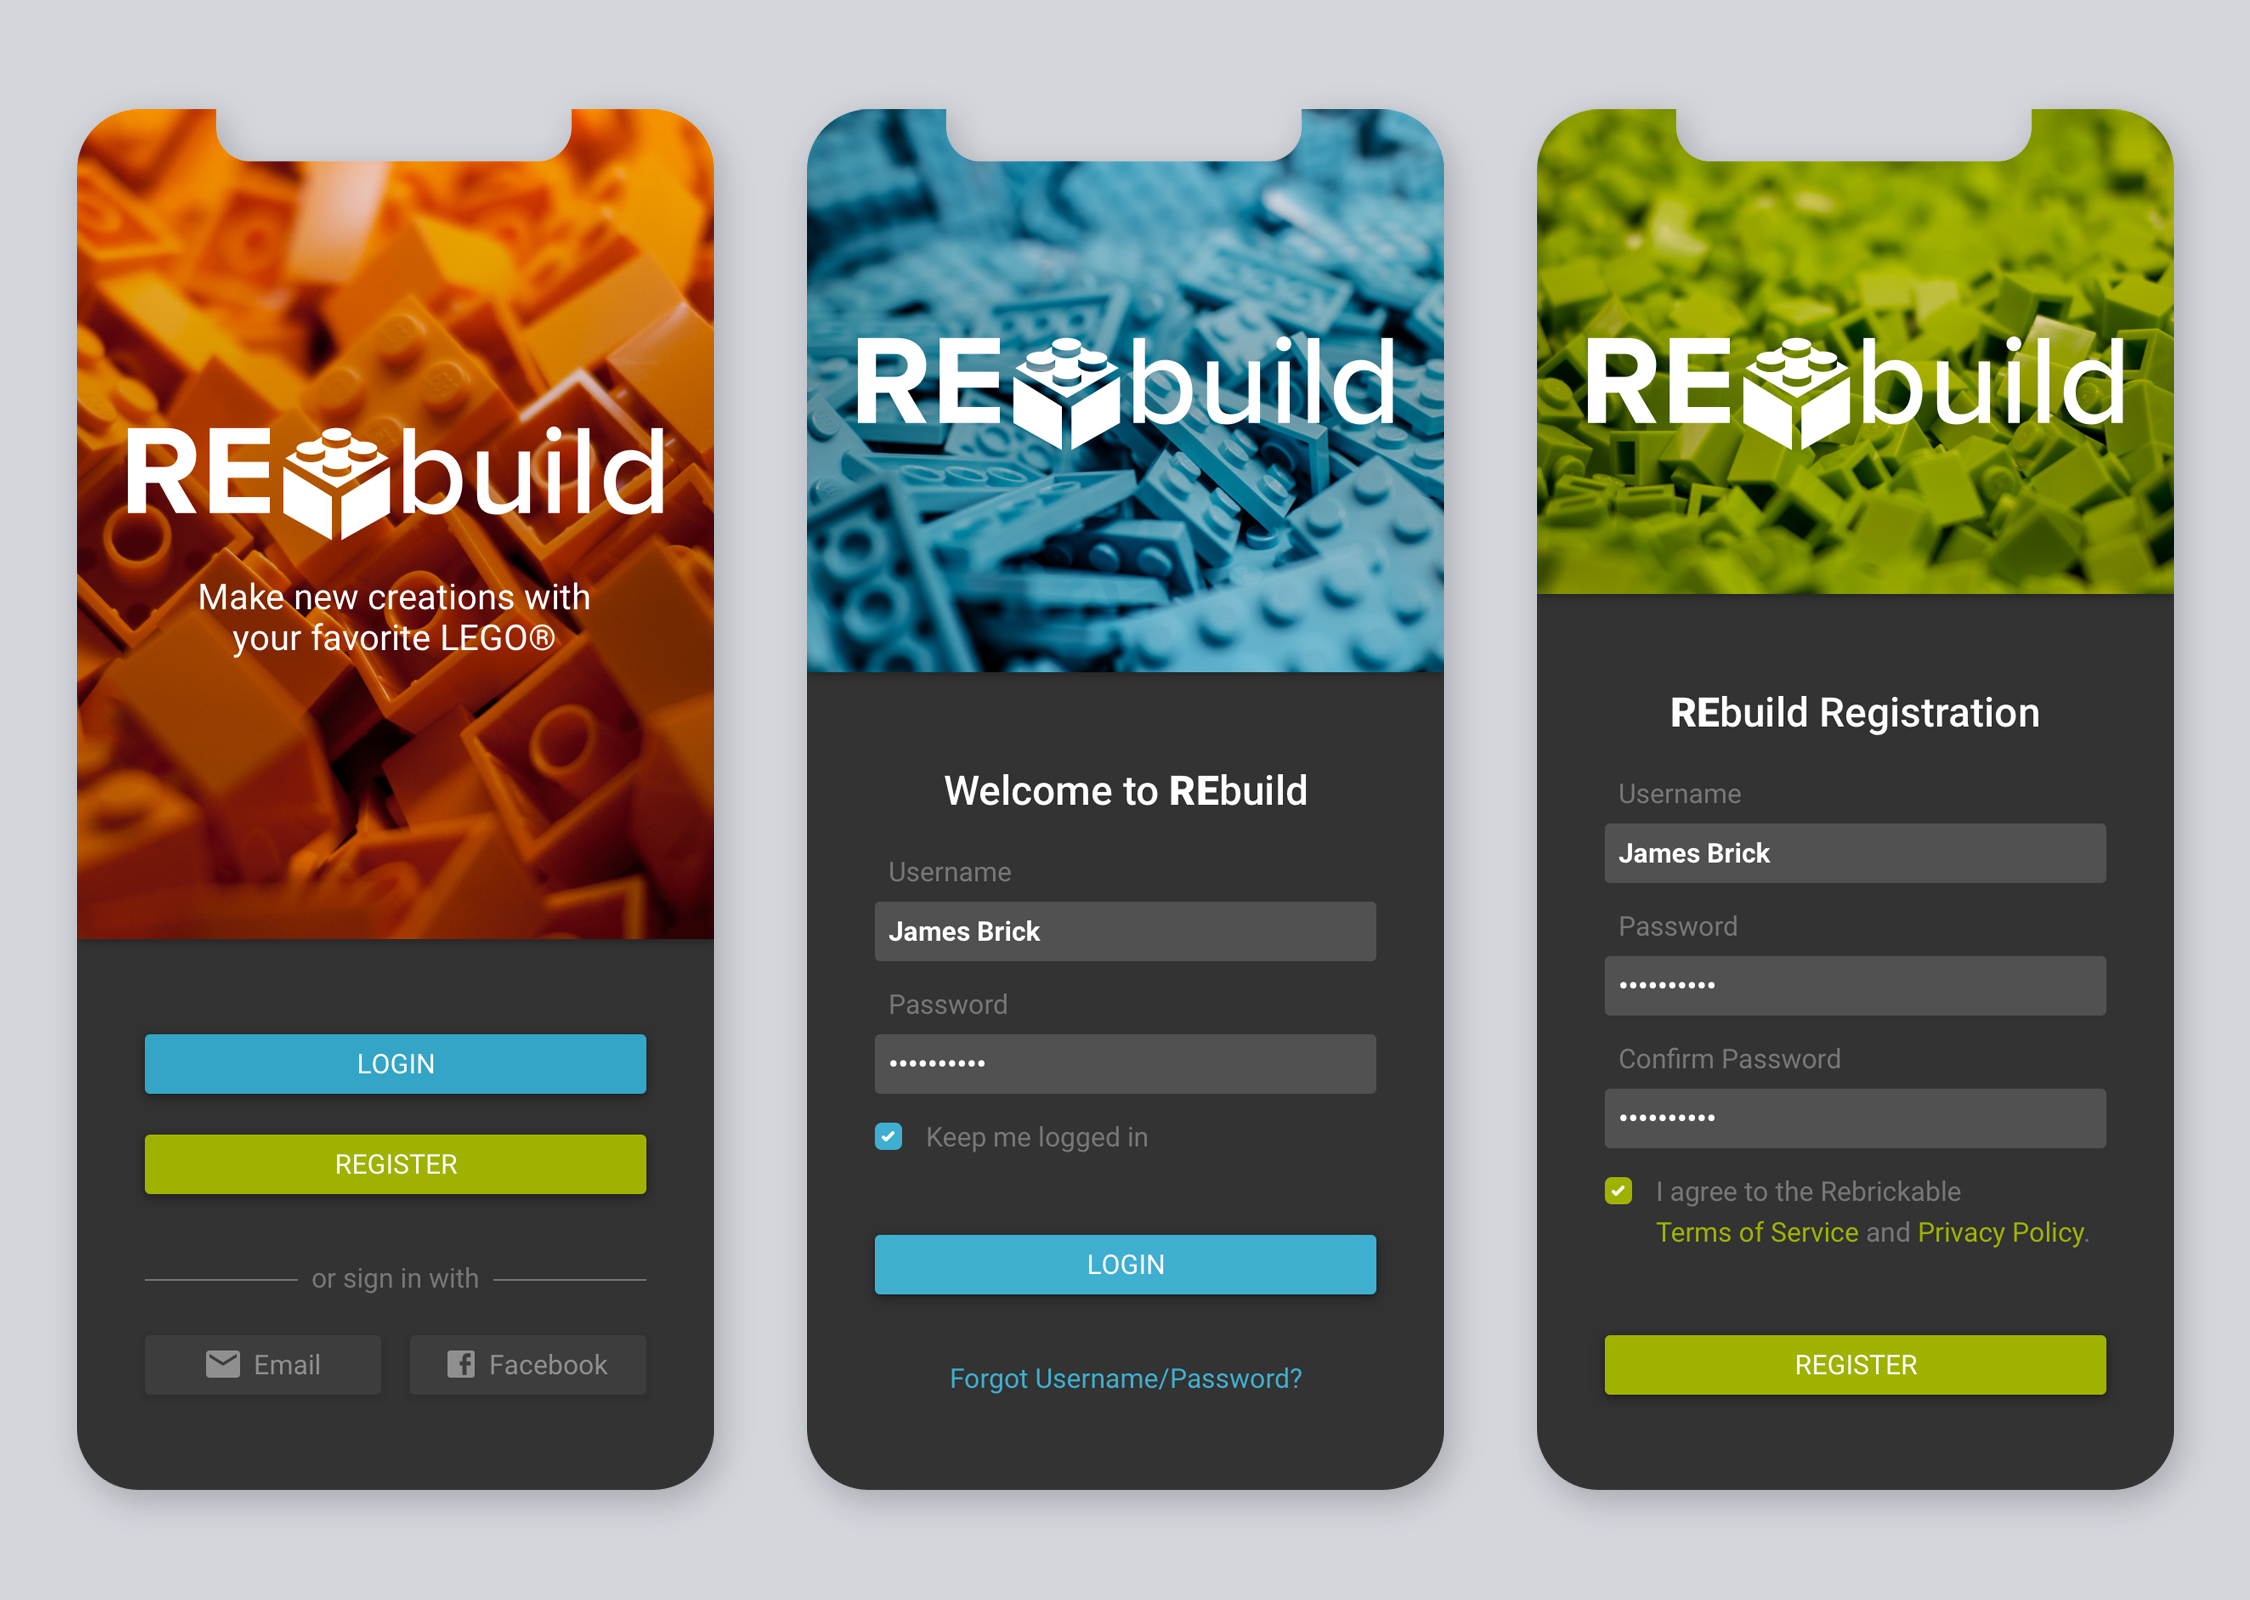 REbuild
Make new creations with
your favorite LEGO®
LOGIN
REGISTER
or sign in with
Email
Facebook
REbuild
Welcome to REbuild
Username
James Brick
Password
••••••••••
Keep me logged in
LOGIN
Forgot Username/Password?
REbuild
REbuild Registration
Username
James Brick
Password
••••••••••
Confirm Password
••••••••••
I agree to the Rebrickable
Terms of Service and Privacy Policy.
REGISTER